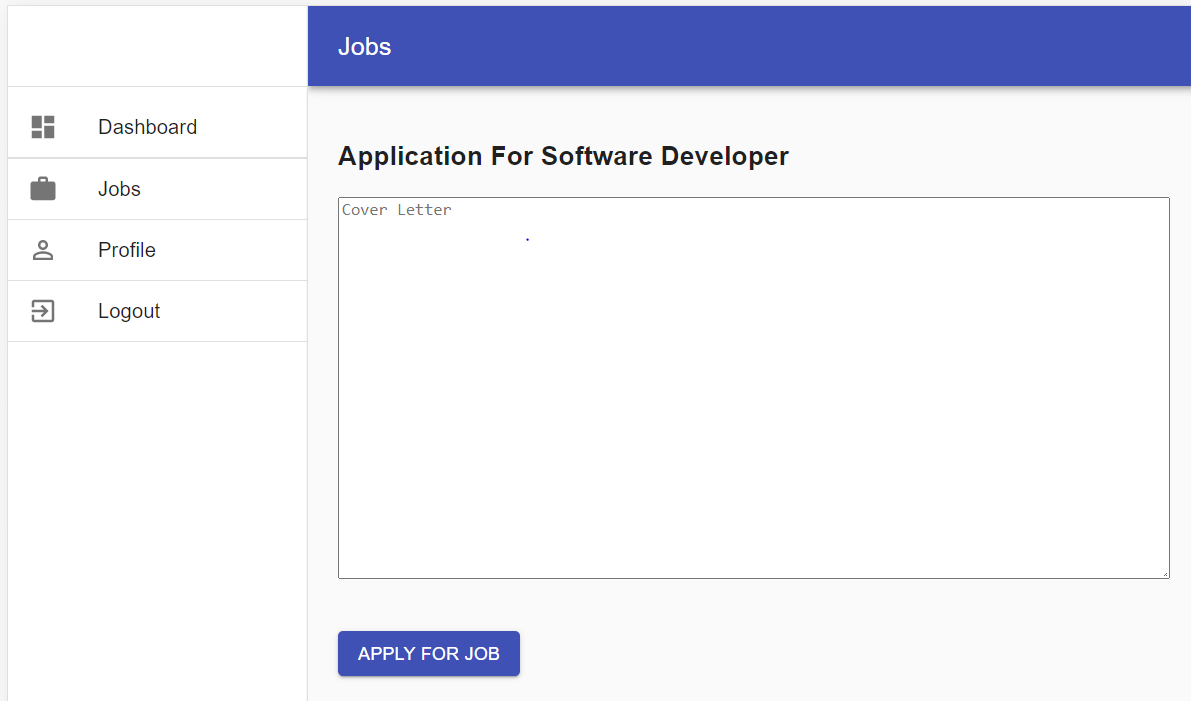 Jobs
Dashboard
Jobs
Profile
Logout
Application For Software Developer
Cover Letter
APPLY FOR JOB